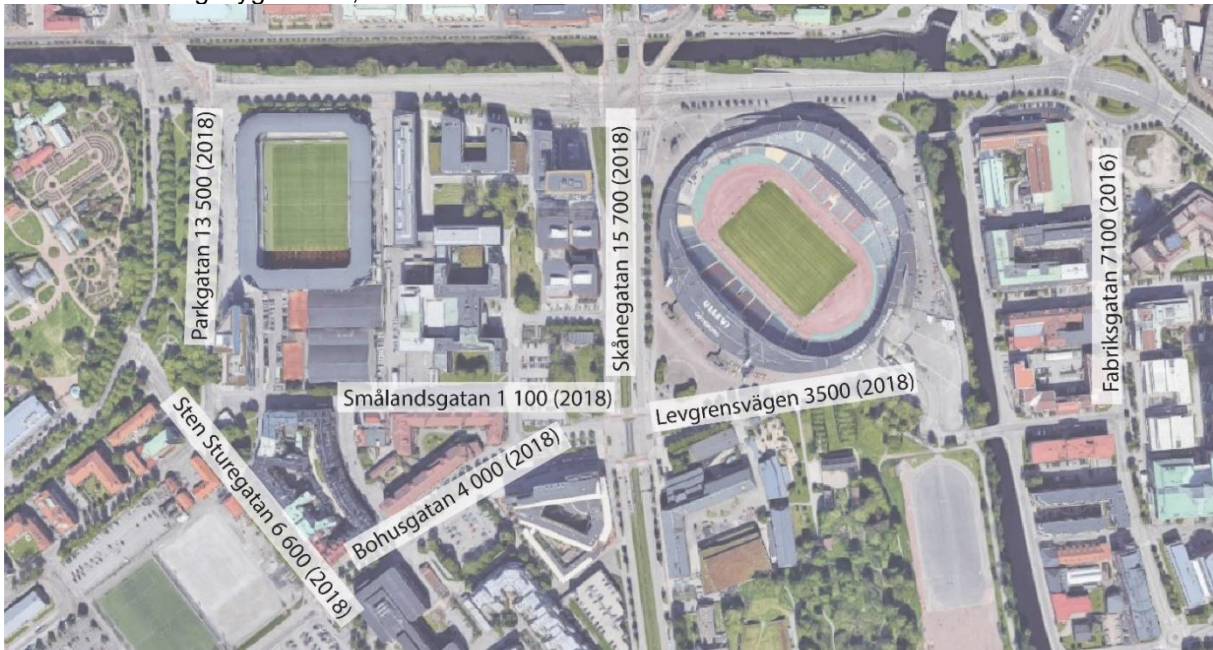 Parkgatan 13 500 (2018)
Skånegatan 15 700 (2018)
Fabriksgatan 7100 (2016)
Smålandsgatan 1 100 (2018)
Levgrensvägen 3500 (2018)
Sten Sturegatan 6 600 (2018)
Bohusgatan 4 000 (2018)
ULLEVI